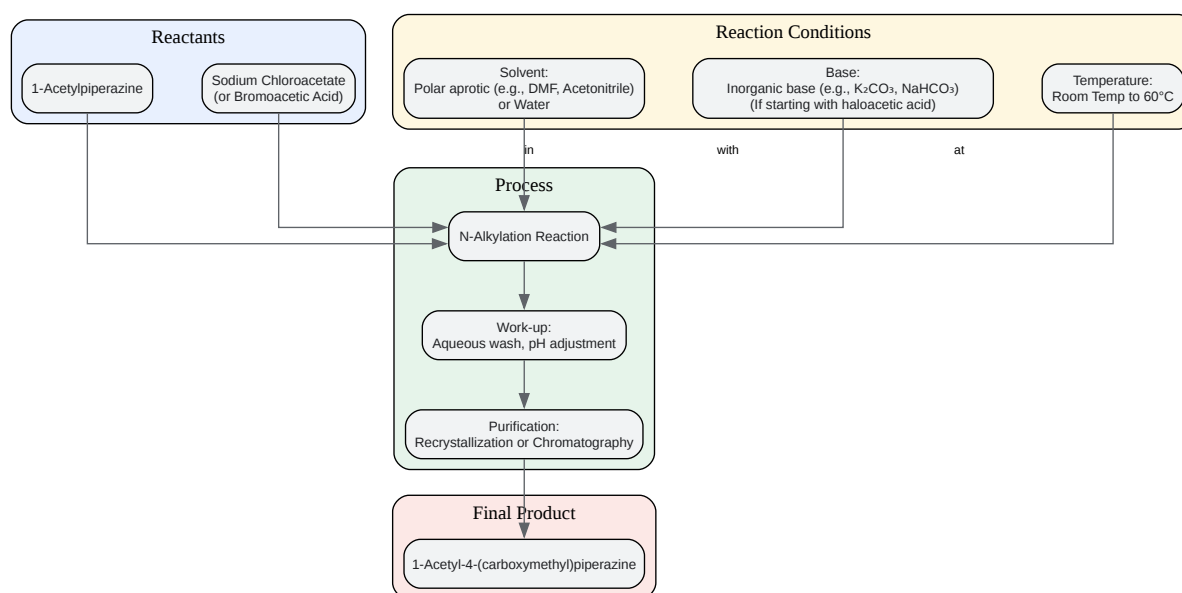 Reactants
1-Acetylpiperazine
Sodium Chloroacetate
(or Bromoacetic Acid)
Reaction Conditions
Solvent:
Polar aprotic (e.g., DMF, Acetonitrile)
or Water
Base:
Inorganic base (e.g., K₂CO₃, NaHCO₃)
(If starting with haloacetic acid)
Temperature:
Room Temp to 60°C
in
with
at
Process
N-Alkylation Reaction
Work-up:
Aqueous wash, pH adjustment
Purification:
Recrystallization or Chromatography
Final Product
1-Acetyl-4-(carboxymethyl)piperazine